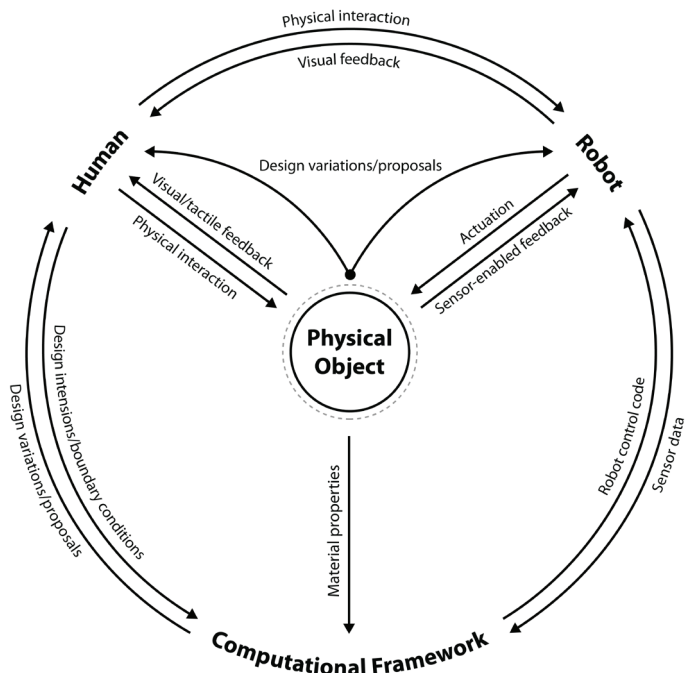 Physical interaction
Visual feedback
Human
Robot
Design variations/proposals
Visual/tactile feedback
Physical interaction
Actuation
Sensor-enabled feedback
Physical
Object
Design intensions/boundary conditions
Design variations/proposals
Material properties
Robot control code
Sensor data
Computational Framework